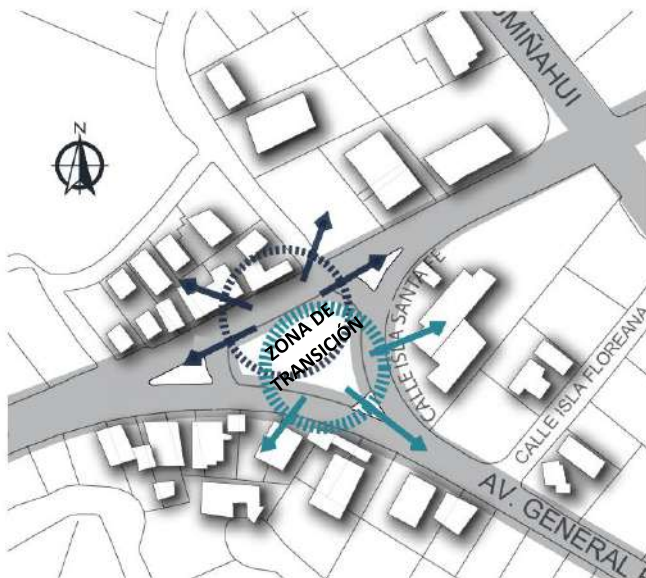 N
CALLE ISLA SANTA FE
ZONA DE
TRANSICIÓN
CALLE ISLA FLOREANA
AV. GENERAL